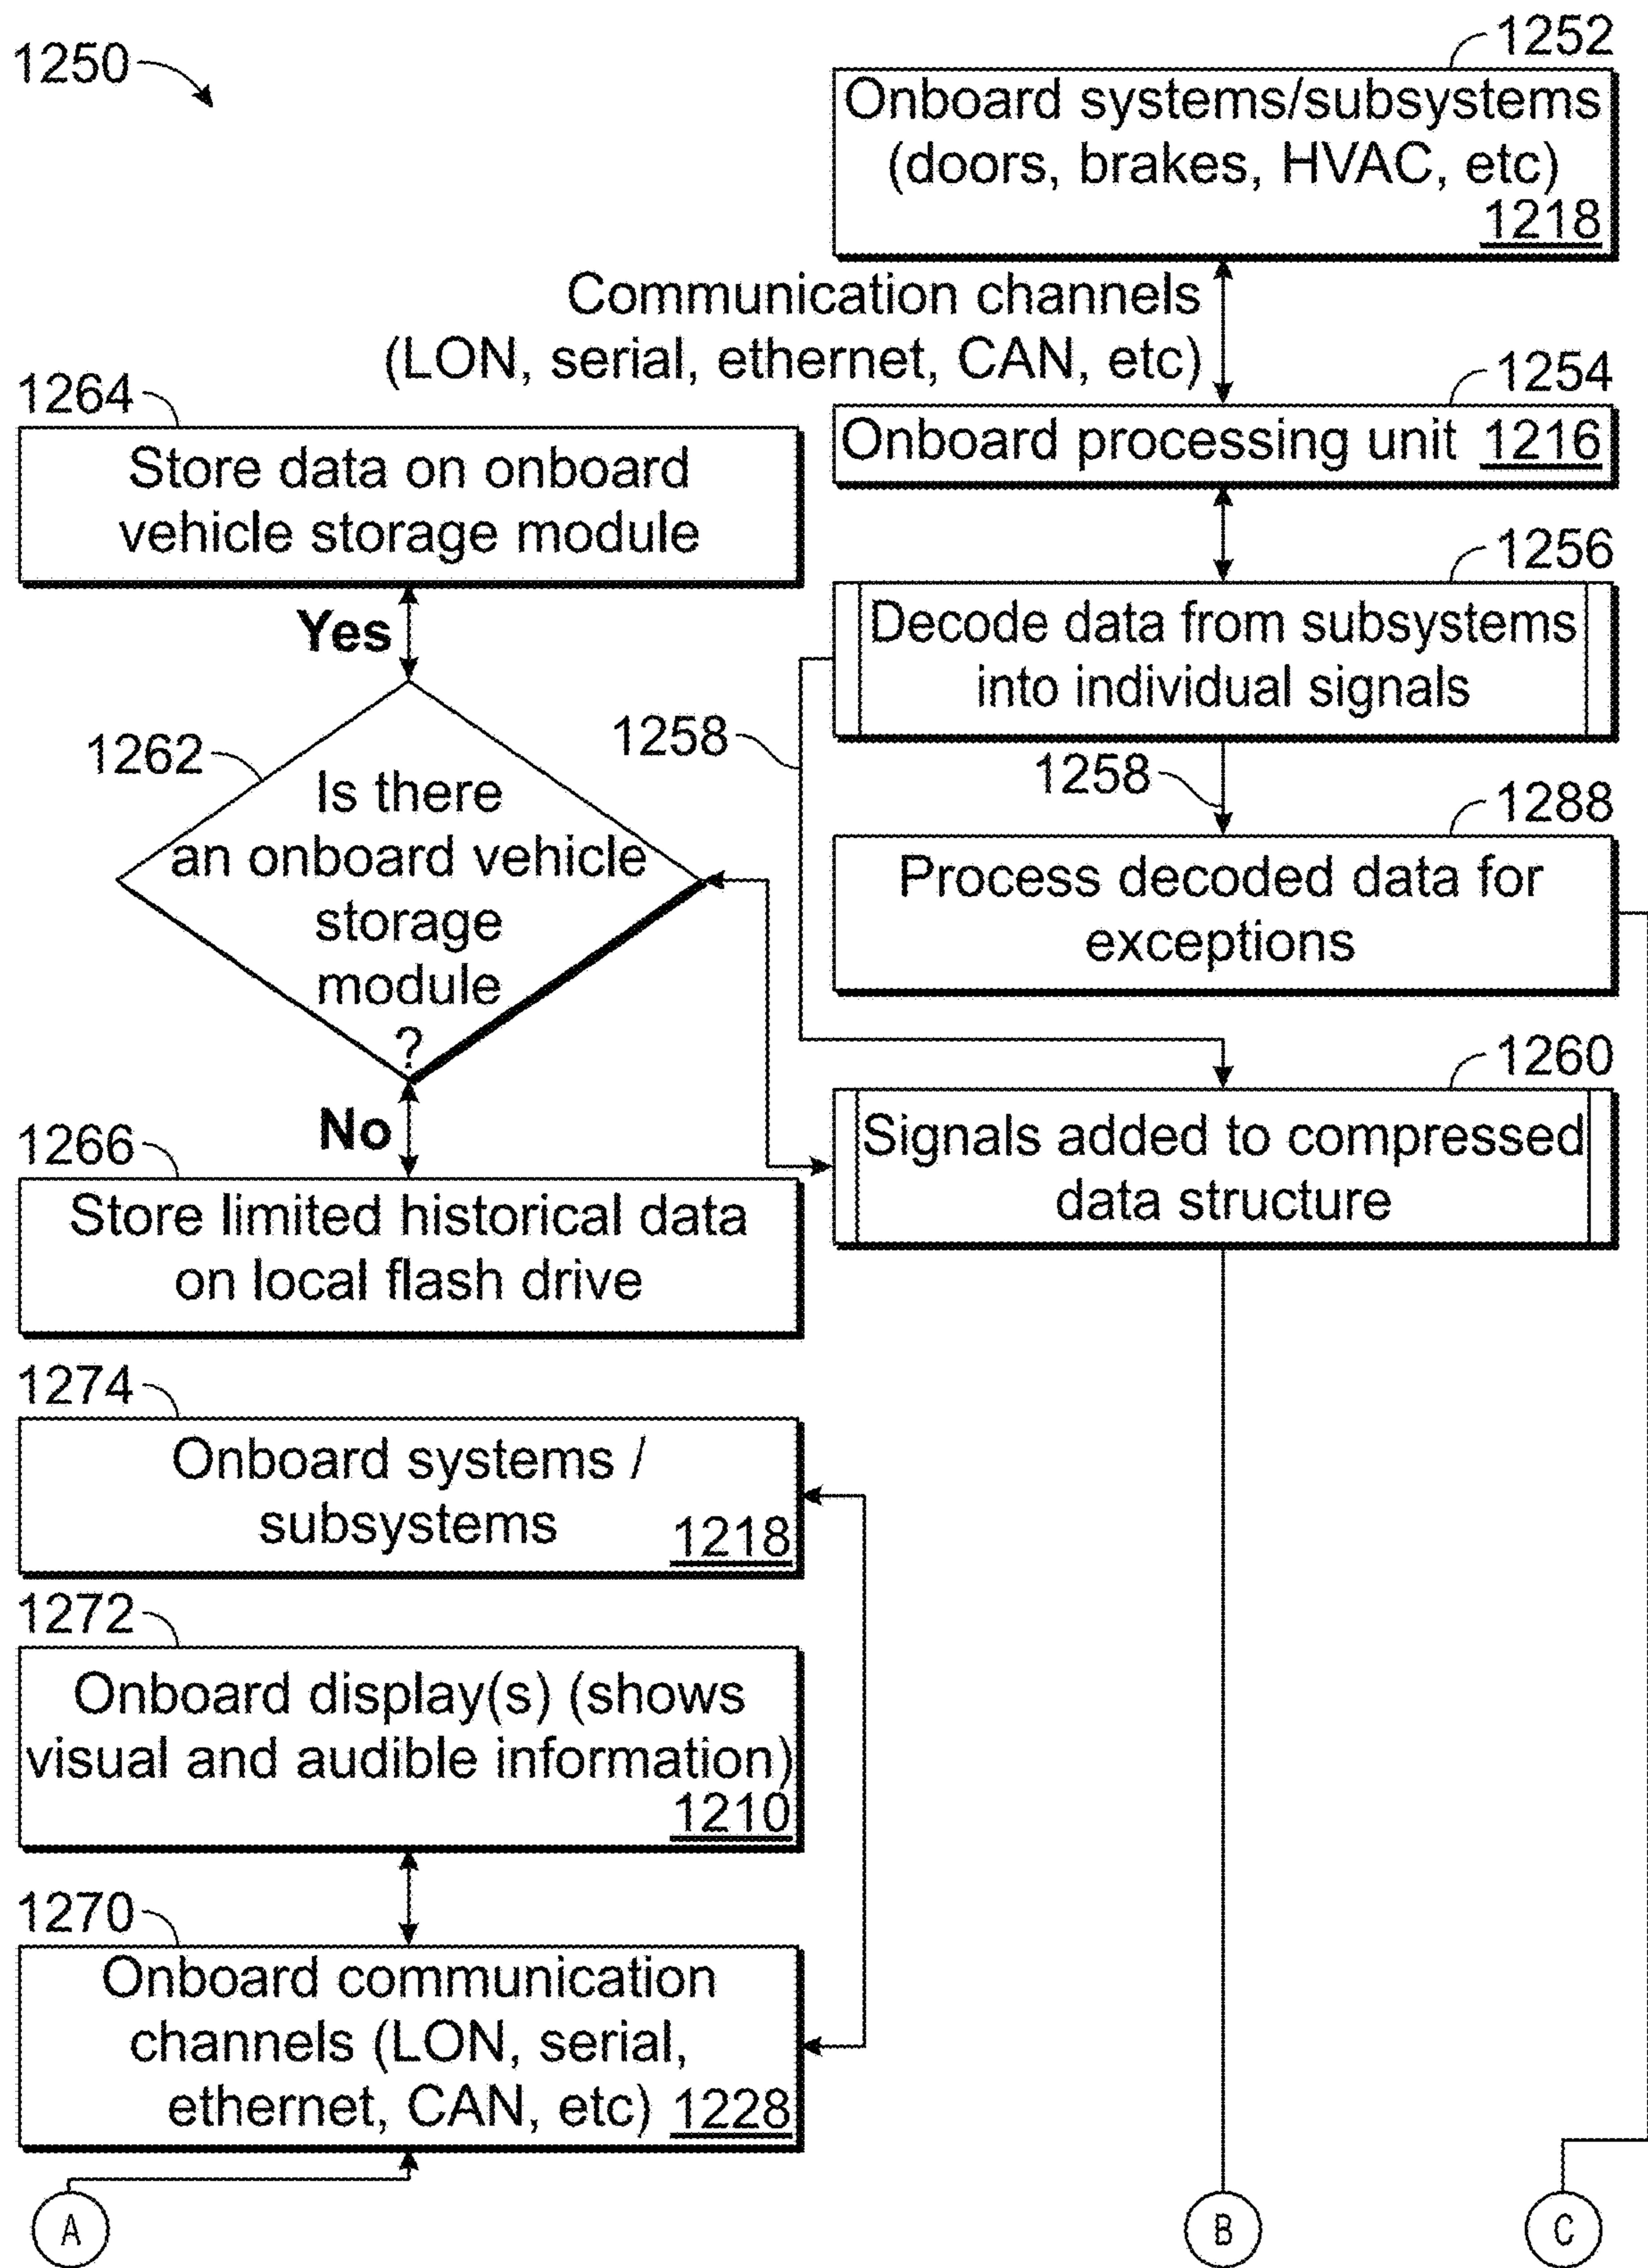 1250
1252
Onboard systems/subsystems
(doors, brakes, HVAC, etc)
1218
Communication channels
(LON, serial, ethernet, CAN, etc)
1254
Onboard processing unit 1216
1264
Store data on onboard
vehicle storage module
Yes
1256
Decode data from subsystems
into individual signals
1258
1258
1262
Is there
an onboard vehicle
storage
module
?
1288
Process decoded data for
exceptions
1260
Signals added to compressed
data structure
No
1266
Store limited historical data
on local flash drive
1274
Onboard systems /
subsystems
1218
1272
Onboard display(s) (shows
visual and audible information)
1210
1270
Onboard communication
channels (LON, serial,
ethernet, CAN, etc) 1228
A
B
C